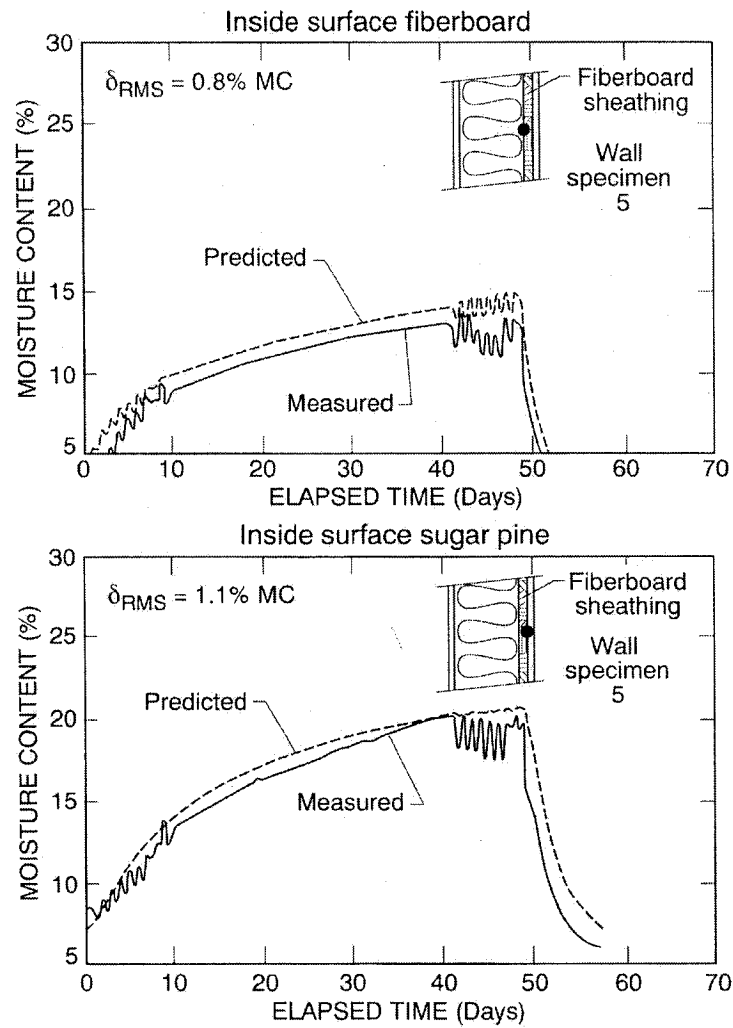 Inside surface fiberboard
30
25
20
15
10
5
MOISTURE CONTENT (%)
δRMS = 0.8% MC
Fiberboard
sheathing
Wall
specimen
5
Predicted
Measured
0 10 20 30 40 50 60 70
ELAPSED TIME (Days)
Inside surface sugar pine
30
25
20
15
10
5
MOISTURE CONTENT (%)
δRMS = 1.1% MC
Fiberboard
sheathing
Wall
specimen
5
Predicted
Measured
0 10 20 30 40 50 60 70
ELAPSED TIME (Days)